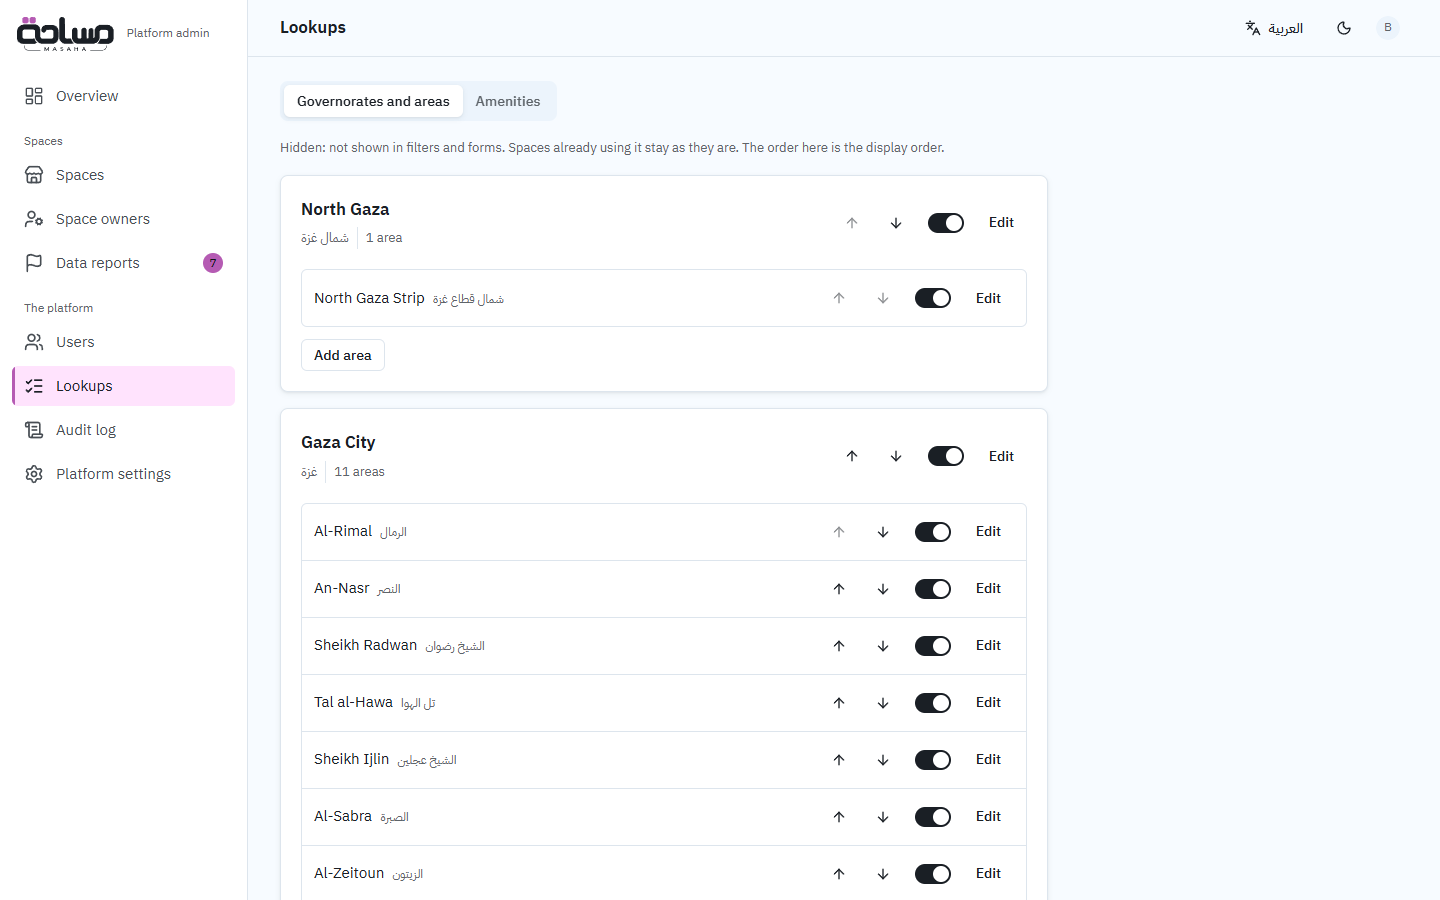 مساحة
MASAHA
Platform admin
Overview
Spaces
Spaces
Space owners
Data reports
7
The platform
Users
Lookups
Audit log
Platform settings
Lookups
العربية
B
Governorates and areas
Amenities
Hidden: not shown in filters and forms. Spaces already using it stay as they are. The order here is the display order.
North Gaza
شمال غزة
1 area
Edit
North Gaza Strip شمال قطاع غزة
Edit
Add area
Gaza City
غزة
11 areas
Edit
Al-Rimal الرمال
Edit
An-Nasr النصر
Edit
Sheikh Radwan الشيخ رضوان
Edit
Tal al-Hawa تل الهوا
Edit
Sheikh Ijlin الشيخ عجلين
Edit
Al-Sabra الصبرة
Edit
Al-Zeitoun الزيتون
Edit